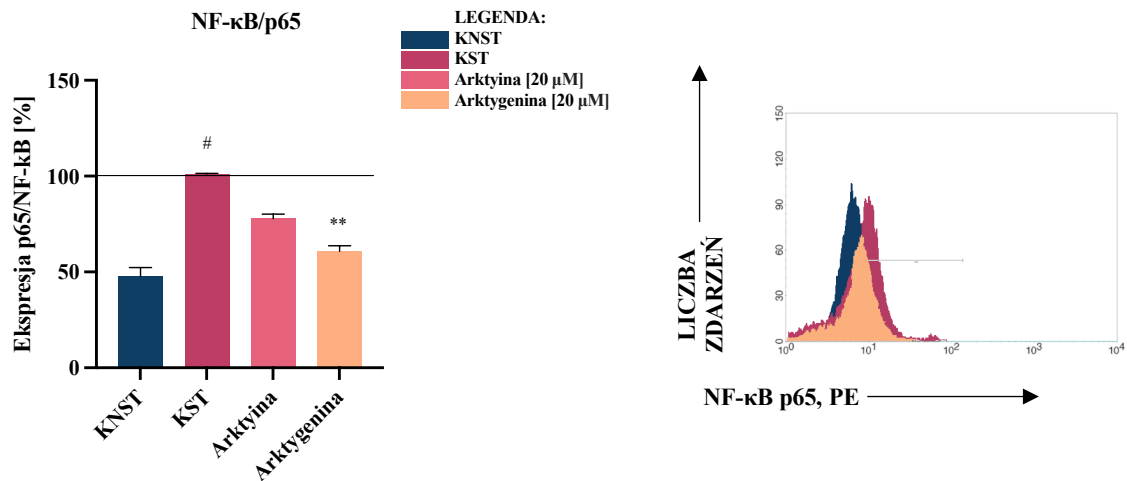 NF-κB/p65
LEGENDA:
KNST
KST
Arktyina [20 μM]
Arktygenina [20 μM]
Ekspresja p65/NF-kB [%]
150
100
50
0
#
**
KNST
KST
Arktyina
Arktygenina
LICZBA
ZDARZEŃ
150
120
90
60
30
0
10⁰
10¹
10²
10³
10⁴
NF-κB p65, PE